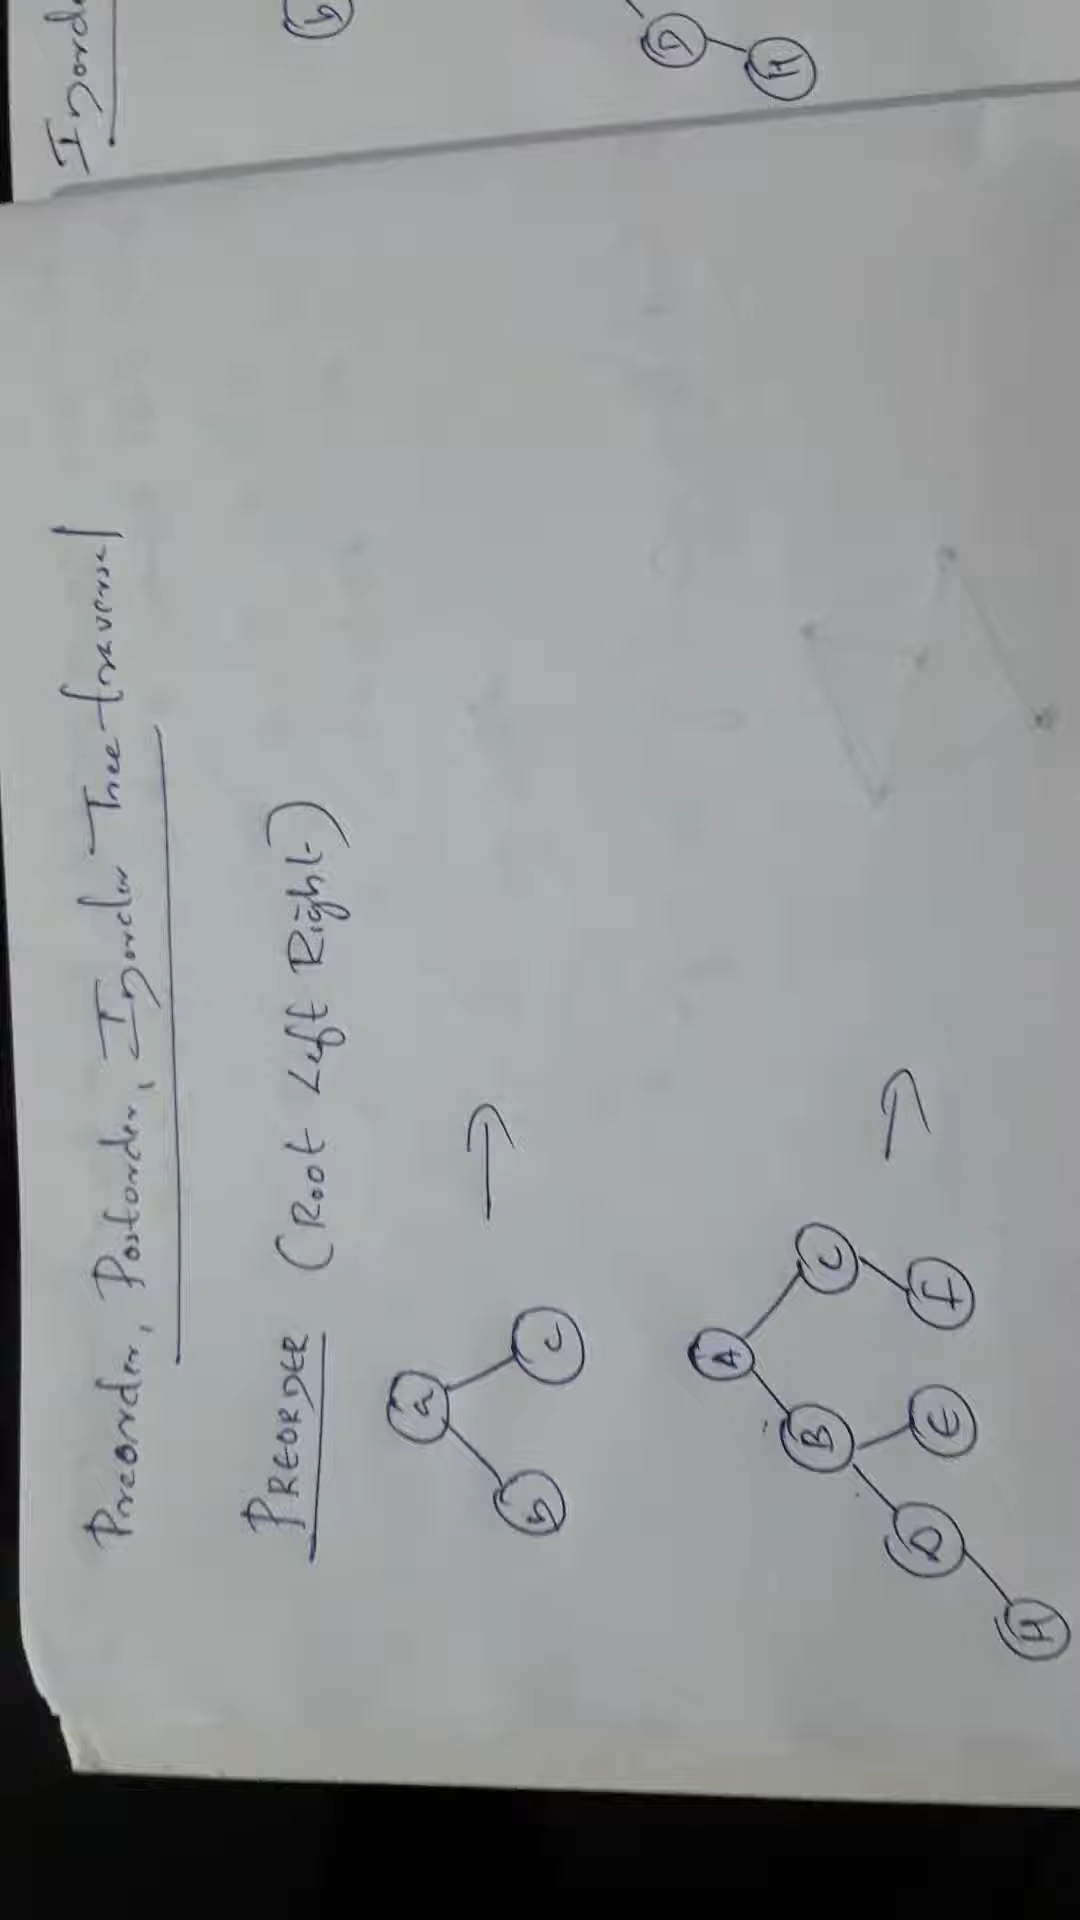 Preorder, Postorder, Inorder Tree traversal
PREORDER (Root Left Right)
a
b c
A
B C
D E F
H
Inorde
b
D
H